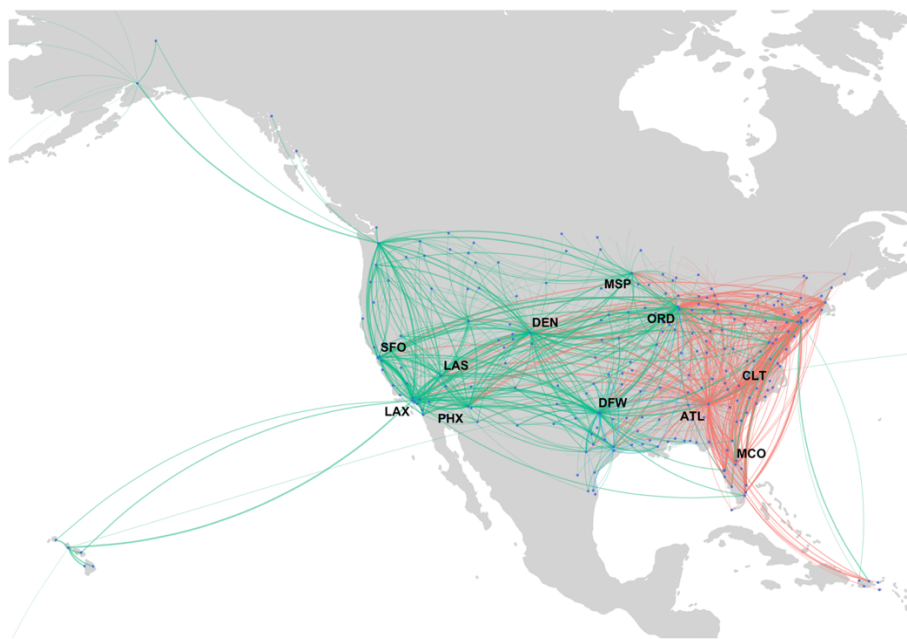 MSP
ORD
DEN
SFO
LAS
CLT
DFW
LAX
PHX
ATL
MCO